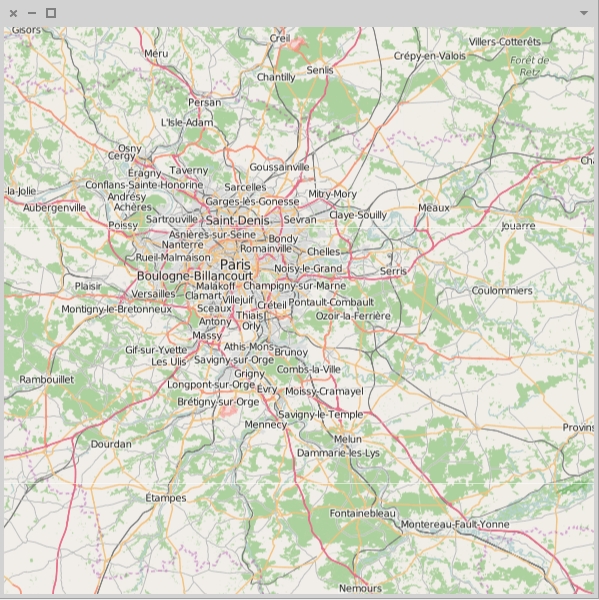 Gisors
Creil
Villers-Cotterêts
Méru
Crépy-en-Valois
Forêt de
Retz
Senlis
Chantilly
Persan
L'Isle-Adam
Osny
Cergy
Ch
Goussainville
Taverny
Éragny
Conflans-Sainte-Honorine
Sarcelles
-la-Jolie
Mitry-Mory
Andrésy
Garges-lès-Gonesse
Aubergenville
Achères
Meaux
Claye-Souilly
Sartrouville
Saint-Denis
Sevran
Poissy
Jouarre
Asnières-sur-Seine
Bondy
Nanterre
Romainville
Chelles
Rueil-Malmaison
Paris
Noisy-le-Grand
Serris
Boulogne-Billancourt
Plaisir
Malakoff
Champigny-sur-Marne
Coulommiers
Versailles
Clamart
Villejuif
Créteil
Pontault-Combault
Montigny-le-Bretonneux
Sceaux
Thiais
Ozoir-la-Ferrière
Antony
Orly
Massy
Gif-sur-Yvette
Athis-Mons
Brunoy
Les Ulis
Savigny-sur-Orge
Combs-la-Ville
Grigny
Rambouillet
Longpont-sur-Orge
Évry
Moissy-Cramayel
Brétigny-sur-Orge
Savigny-le-Temple
Mennecy
Provins
Melun
Dourdan
Dammarie-les-Lys
Étampes
Fontainebleau
Montereau-Fault-Yonne
Nemours